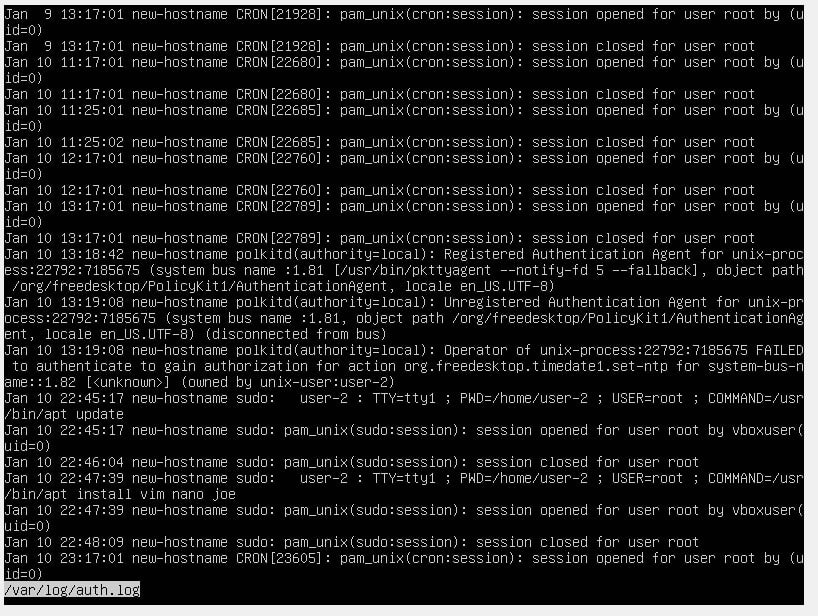 Jan  9 13:17:01 new-hostname CRON[21928]: pam_unix(cron:session): session opened for user root by (u
id=0)
Jan  9 13:17:01 new-hostname CRON[21928]: pam_unix(cron:session): session closed for user root
Jan 10 11:17:01 new-hostname CRON[22680]: pam_unix(cron:session): session opened for user root by (u
id=0)
Jan 10 11:17:01 new-hostname CRON[22680]: pam_unix(cron:session): session closed for user root
Jan 10 11:25:01 new-hostname CRON[22685]: pam_unix(cron:session): session opened for user root by (u
id=0)
Jan 10 11:25:02 new-hostname CRON[22685]: pam_unix(cron:session): session closed for user root
Jan 10 12:17:01 new-hostname CRON[22760]: pam_unix(cron:session): session opened for user root by (u
id=0)
Jan 10 12:17:01 new-hostname CRON[22760]: pam_unix(cron:session): session closed for user root
Jan 10 13:17:01 new-hostname CRON[22789]: pam_unix(cron:session): session opened for user root by (u
id=0)
Jan 10 13:17:01 new-hostname CRON[22789]: pam_unix(cron:session): session closed for user root
Jan 10 13:18:42 new-hostname polkitd(authority=local): Registered Authentication Agent for unix-proc
ess:22792:7185675 (system bus name :1.81 [/usr/bin/pkttyagent --notify-fd 5 --fallback], object path
 /org/freedesktop/PolicyKit1/AuthenticationAgent, locale en_US.UTF-8)
Jan 10 13:19:08 new-hostname polkitd(authority=local): Unregistered Authentication Agent for unix-pr
ocess:22792:7185675 (system bus name :1.81, object path /org/freedesktop/PolicyKit1/AuthenticationAg
ent, locale en_US.UTF-8) (disconnected from bus)
Jan 10 13:19:08 new-hostname polkitd(authority=local): Operator of unix-process:22792:7185675 FAILED
 to authenticate to gain authorization for action org.freedesktop.timedate1.set-ntp for system-bus-n
ame::1.82 [<unknown>] (owned by unix-user:user-2)
Jan 10 22:45:17 new-hostname sudo:   user-2 : TTY=tty1 ; PWD=/home/user-2 ; USER=root ; COMMAND=/usr
/bin/apt update
Jan 10 22:45:17 new-hostname sudo: pam_unix(sudo:session): session opened for user root by vboxuser(
uid=0)
Jan 10 22:46:04 new-hostname sudo: pam_unix(sudo:session): session closed for user root
Jan 10 22:47:39 new-hostname sudo:   user-2 : TTY=tty1 ; PWD=/home/user-2 ; USER=root ; COMMAND=/usr
/bin/apt install vim nano joe
Jan 10 22:47:39 new-hostname sudo: pam_unix(sudo:session): session opened for user root by vboxuser(
uid=0)
Jan 10 22:48:09 new-hostname sudo: pam_unix(sudo:session): session closed for user root
Jan 10 23:17:01 new-hostname CRON[23605]: pam_unix(cron:session): session opened for user root by (u
id=0)
/var/log/auth.log